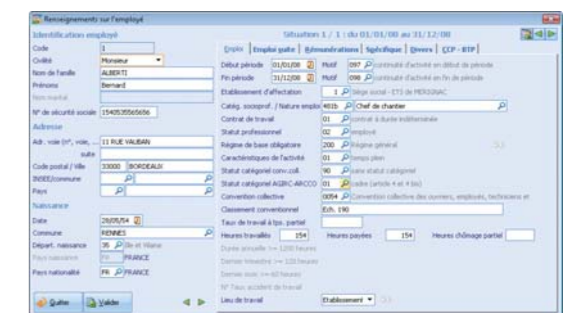 Renseignements sur l'employé
Identification employé
Situation 1 / 1 : du 01/01/08 au 31/12/08
Code 1
Civilité Monsieur
Nom de famille ALBERTI
Prénoms Bernard
Nom marital
N° de sécurité sociale 1540535565656
Adresse
Adr. voie (n°, voie, ... 11 RUE VAUBAN
suite
Code postal / Ville 33000 BORDEAUX
INSEE/commune
Pays
Naissance
Date 28/05/54
Commune RENNES
Départ. naissance 35 Ille et Vilaine
Pays naissance FR FRANCE
Pays nationalité FR FRANCE
Quitter Valider
Emploi Emploi suite Rémunérations Spécifique Divers CCP - BTP
Début période 01/01/08 Motif 097 continuité d'activité en début de période
Fin période 31/12/08 Motif 098 continuité d'activité en fin de période
Etablissement d'affectation 1 Siège social - ETS de MERIGNAC
Catég. socioprof. / Nature emploi 481b Chef de chantier
Contrat de travail 01 contrat à durée indéterminée
Statut professionnel 02 employé
Régime de base obligatoire 200 Régime général
Caractéristiques de l'activité 01 temps plein
Statut catégoriel conv.coll. 90 sans statut catégoriel
Statut catégoriel AGIRC-ARCCO 01 cadre (article 4 et 4 bis)
Convention collective 0054 Convention collective des ouvriers, employés, techniciens et
Classement conventionnel Ech. 190
Taux de travail à tps. partiel
Heures travaillés 154 Heures payées 154 Heures chômage partiel
Durée annuelle >= 1200 heures
Dernier trimestre >= 120 heures
Dernier mois >= 60 heures
N° Taux accident de travail
Lieu de travail Etablissement